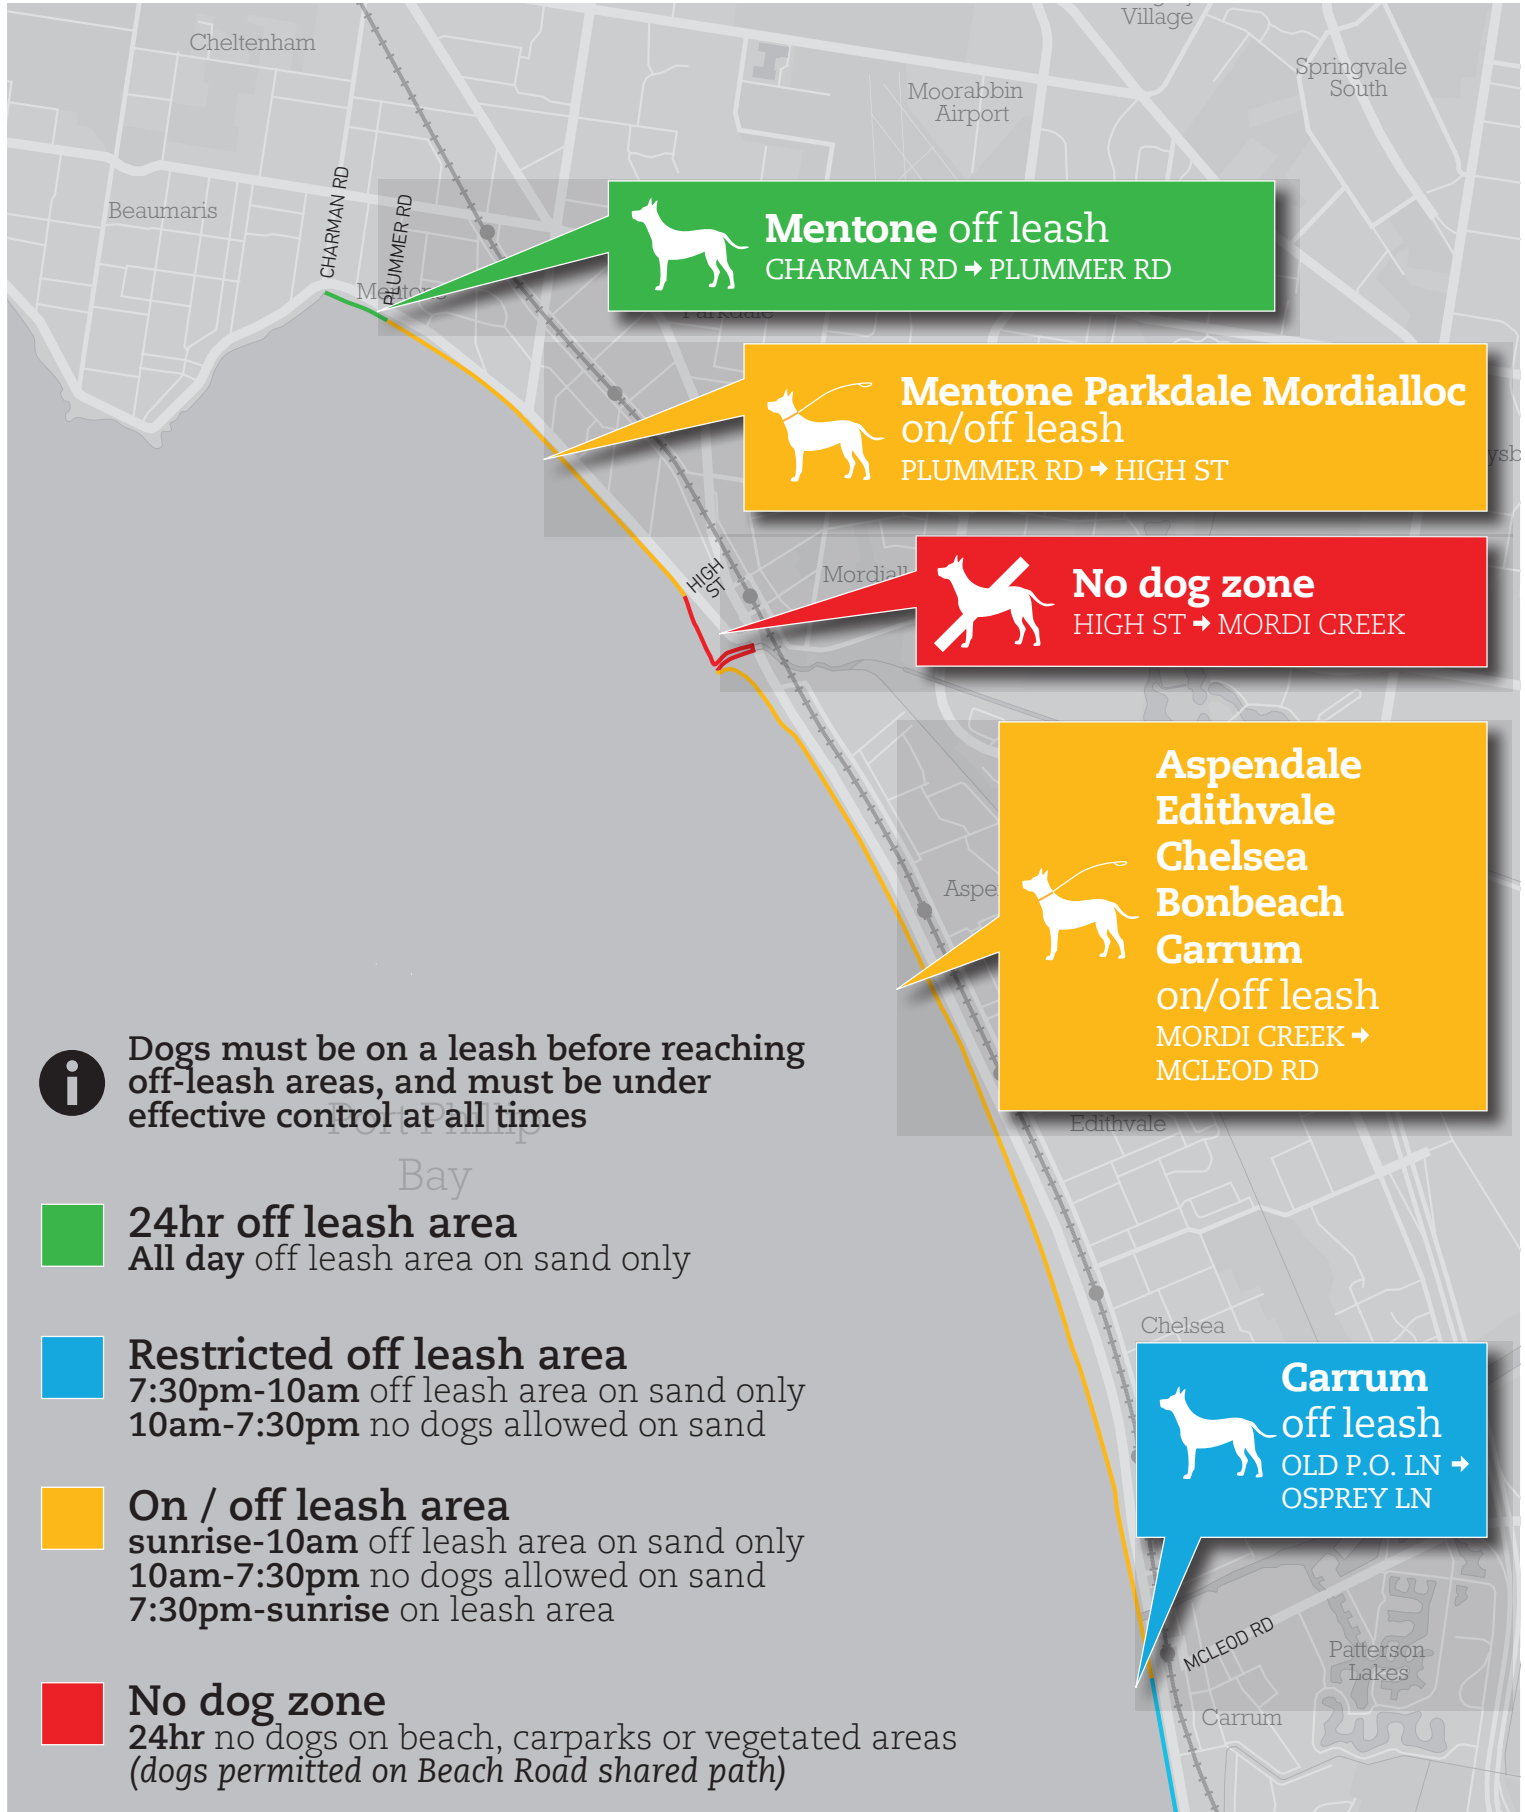 Village
Cheltenham
Springvale
South
Moorabbin
Airport
CHARMAN RD
PLUMMER RD
Beaumaris
Mentone off leash
CHARMAN RD → PLUMMER RD
Parkdale
Mentone Parkdale Mordialloc
on/off leash
PLUMMER RD → HIGH ST
HIGH
ST
No dog zone
HIGH ST → MORDI CREEK
Aspendale
Edithvale
Chelsea
Bonbeach
Carrum
on/off leash
MORDI CREEK →
MCLEOD RD
Dogs must be on a leash before reaching
off-leash areas, and must be under
effective control at all times
Port Phillip
Bay
Edithvale
24hr off leash area
All day off leash area on sand only
Chelsea
Restricted off leash area
7:30pm-10am off leash area on sand only
10am-7:30pm no dogs allowed on sand
Carrum
off leash
OLD P.O. LN →
OSPREY LN
On / off leash area
sunrise-10am off leash area on sand only
10am-7:30pm no dogs allowed on sand
7:30pm-sunrise on leash area
MCLEOD RD
Patterson
Lakes
Carrum
No dog zone
24hr no dogs on beach, carparks or vegetated areas
(dogs permitted on Beach Road shared path)